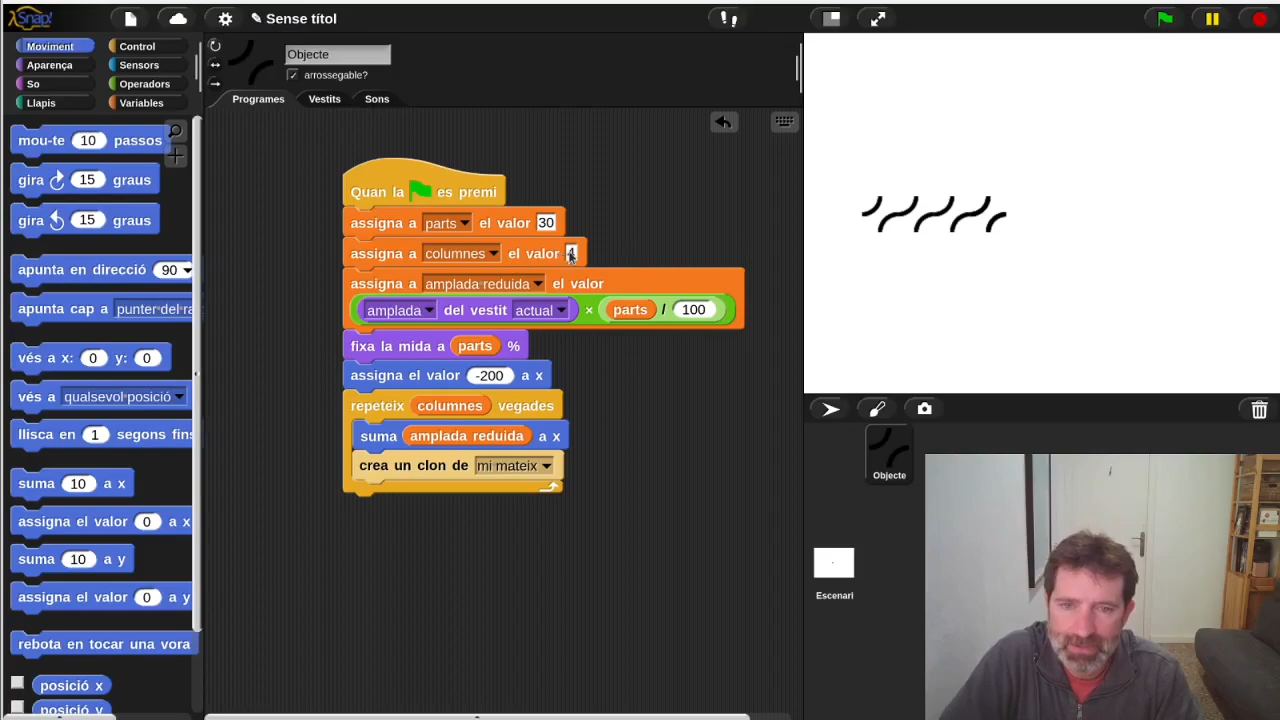 Snap!
Sense títol
Moviment
Control
Aparença
Sensors
So
Operadors
Llapis
Variables
Objecte
arrossegable?
Programes
Vestits
Sons
mou-te 10 passos
gira 15 graus
gira 15 graus
apunta en direcció 90
apunta cap a punter del ra
vés a x: 0 y: 0
vés a qualsevol posició
llisca en 1 segons fins
suma 10 a x
assigna el valor 0 a x
suma 10 a y
assigna el valor 0 a y
rebota en tocar una vora
posició x
posició y
Quan la es premi
assigna a parts el valor 30
assigna a columnes el valor 4
assigna a amplada reduida el valor
amplada del vestit actual × parts / 100
fixa la mida a parts %
assigna el valor -200 a x
repeteix columnes vegades
suma amplada reduida a x
crea un clon de mi mateix
Objecte
Escenari